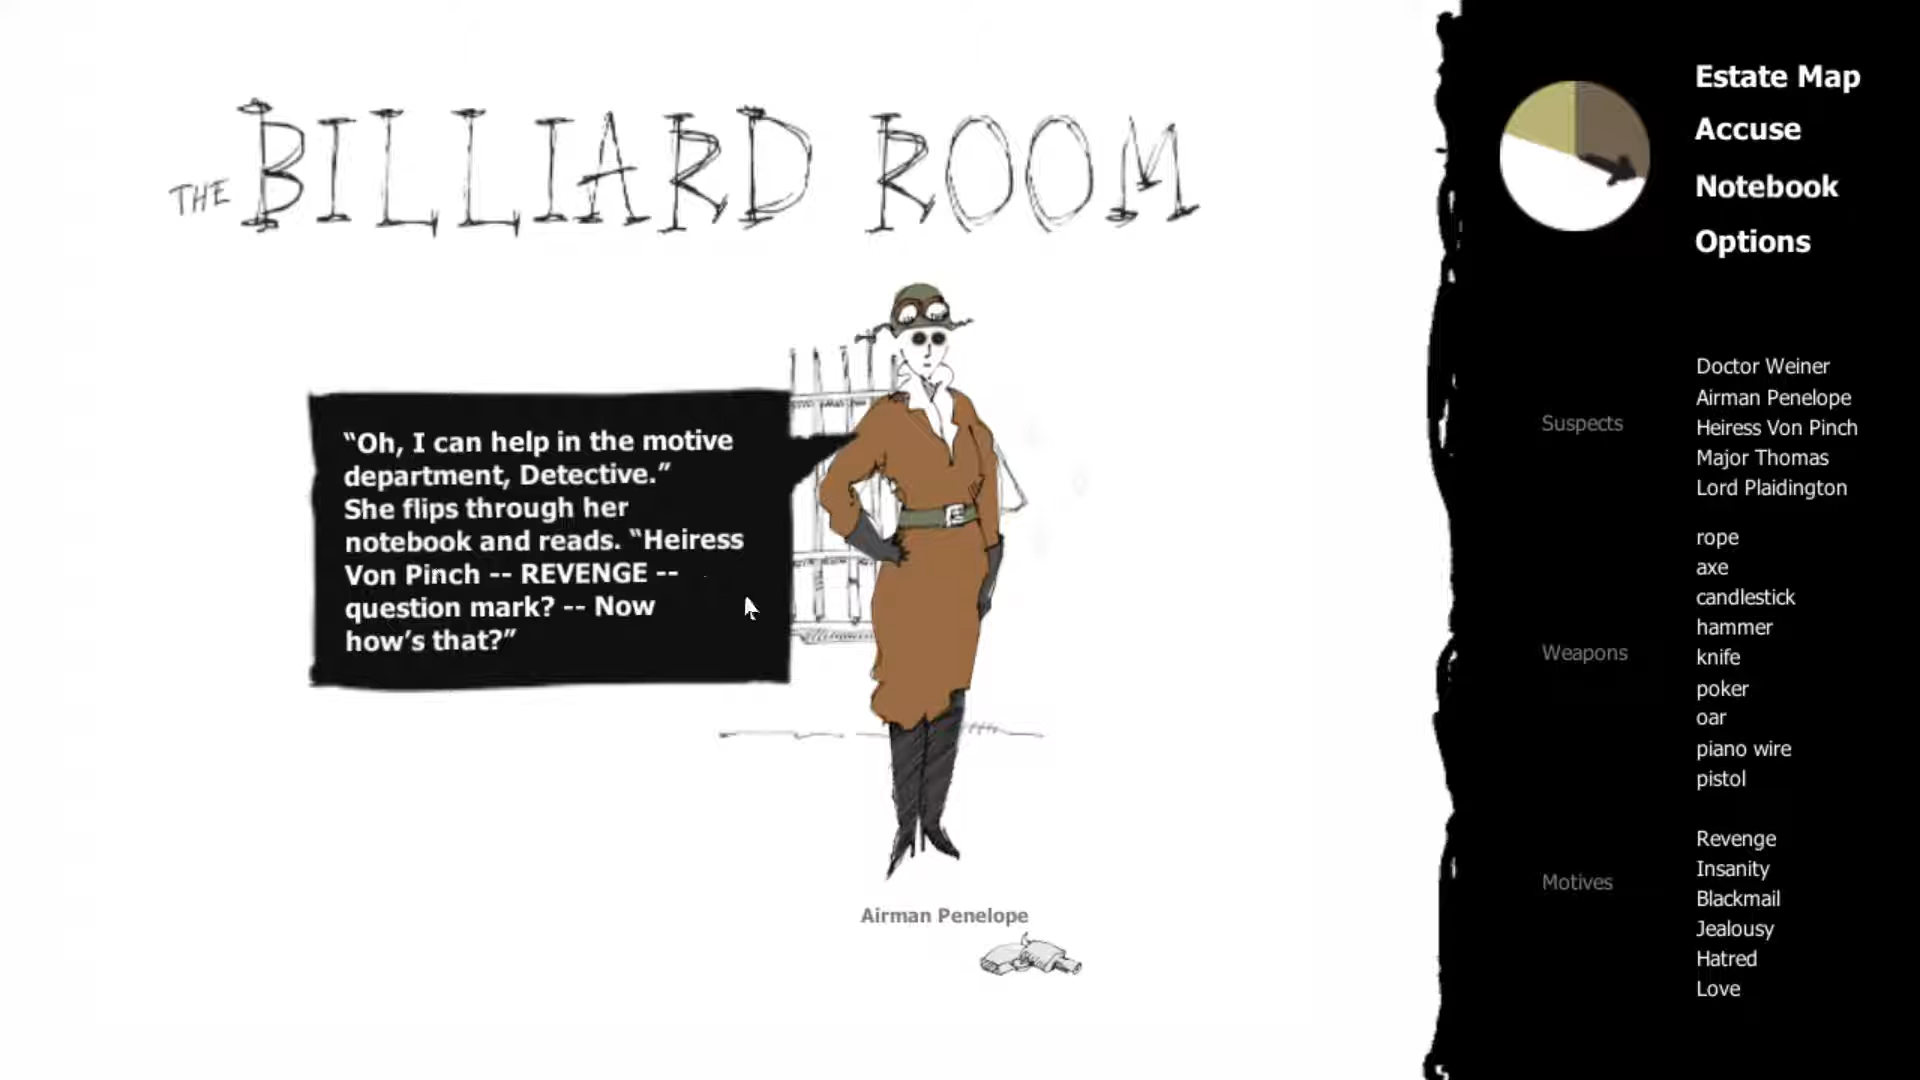 THE BILLIARD ROOM
“Oh, I can help in the motive
department, Detective.”
She flips through her
notebook and reads. “Heiress
Von Pinch -- REVENGE --
question mark? -- Now
how’s that?”
Airman Penelope
Estate Map
Accuse
Notebook
Options
Suspects
Doctor Weiner
Airman Penelope
Heiress Von Pinch
Major Thomas
Lord Plaidington
Weapons
rope
axe
candlestick
hammer
knife
poker
oar
piano wire
pistol
Motives
Revenge
Insanity
Blackmail
Jealousy
Hatred
Love